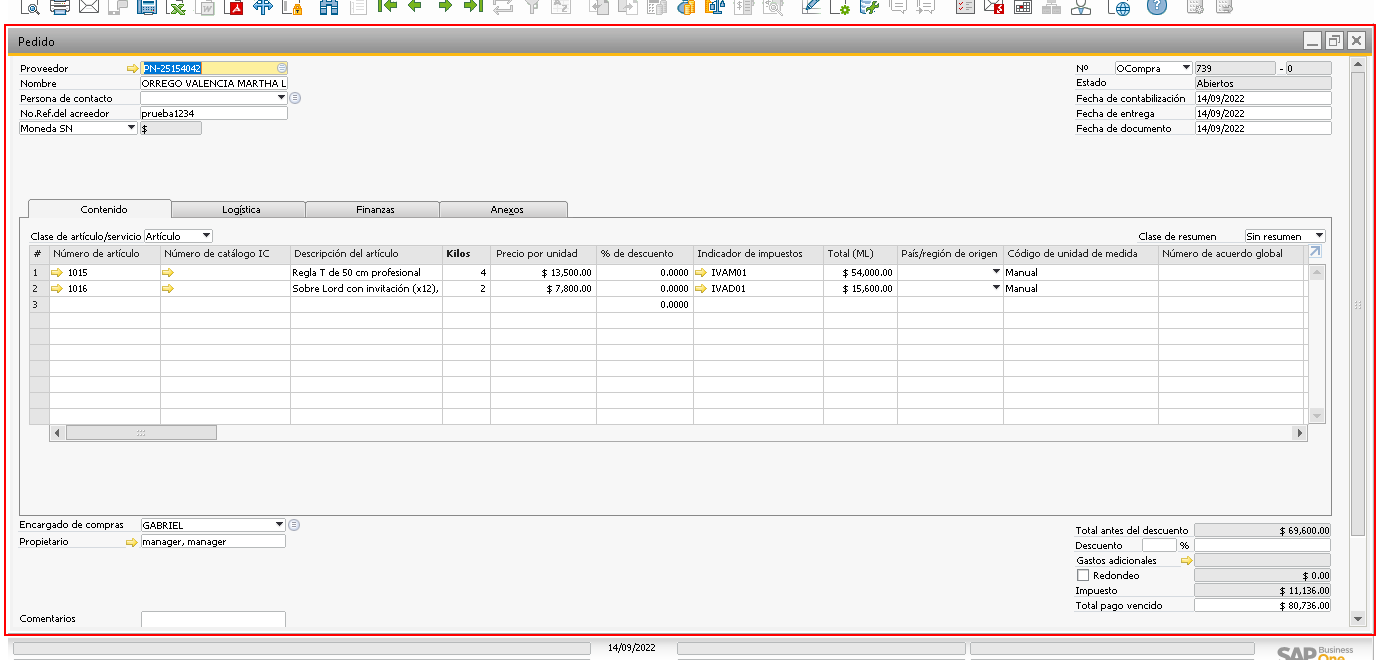 Pedido
Proveedor PN-25154042
Nombre ORREGO VALENCIA MARTHA L
Persona de contacto
No.Ref.del acreedor prueba1234
Moneda SN $
Nº OCompra 739 - 0
Estado Abiertos
Fecha de contabilización 14/09/2022
Fecha de entrega 14/09/2022
Fecha de documento 14/09/2022
Contenido Logística Finanzas Anexos
Clase de artículo/servicio Artículo Clase de resumen Sin resumen
# Número de artículo Número de catálogo IC Descripción del artículo Kilos Precio por unidad % de descuento Indicador de impuestos Total (ML) País/región de origen Código de unidad de medida Número de acuerdo global
1 1015 Regla T de 50 cm profesional 4 $ 13,500.00 0.0000 IVAM01 $ 54,000.00 Manual
2 1016 Sobre Lord con invitación (x12), 2 $ 7,800.00 0.0000 IVAD01 $ 15,600.00 Manual
3 0.0000
Encargado de compras GABRIEL
Propietario manager, manager
Total antes del descuento $ 69,600.00
Descuento %
Gastos adicionales
Redondeo $ 0.00
Impuesto $ 11,136.00
Total pago vencido $ 80,736.00
Comentarios
14/09/2022
SAP Business One